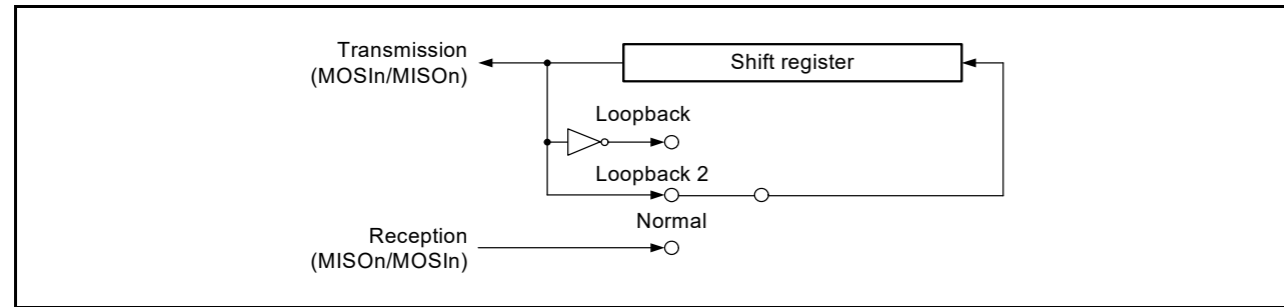 Transmission
(MOSIn/MISOn)
Shift register
Loopback
Loopback 2
Normal
Reception
(MISOn/MOSIn)